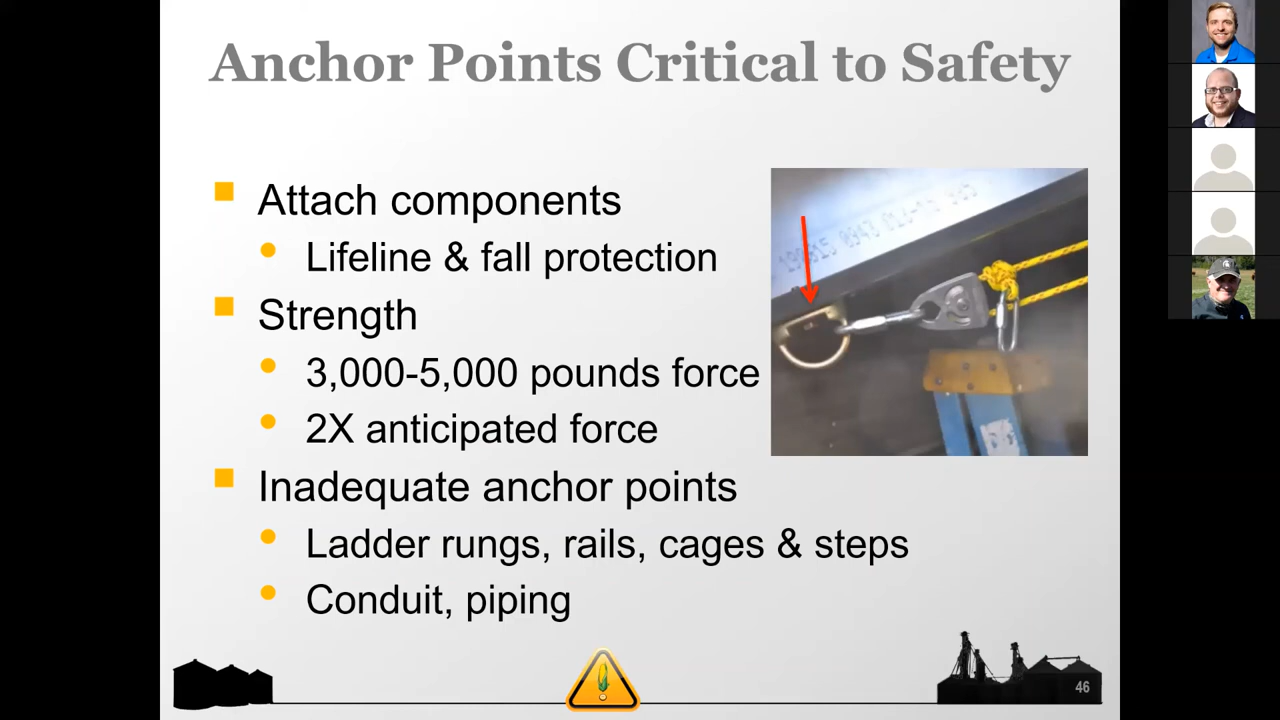 Anchor Points Critical to Safety
Attach components
Lifeline & fall protection
Strength
3,000-5,000 pounds force
2X anticipated force
Inadequate anchor points
Ladder rungs, rails, cages & steps
Conduit, piping
46